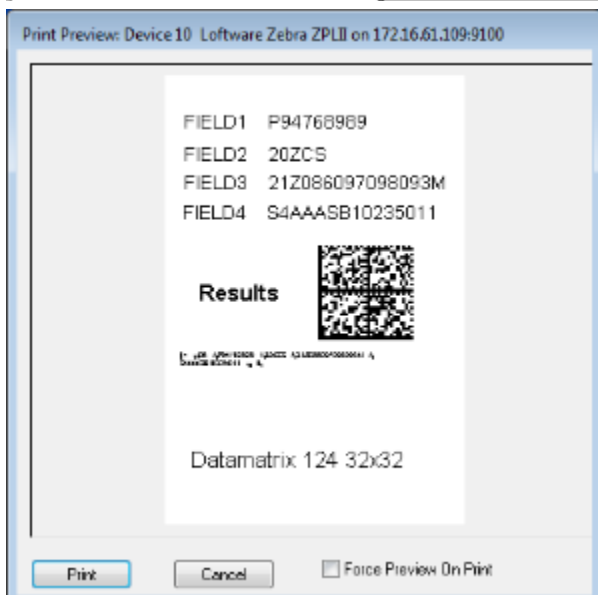 Print Preview: Device 10 Loftware Zebra ZPLII on 172.16.61.109:9100
FIELD1 P94768989
FIELD2 20ZCS
FIELD3 21Z086097098093M
FIELD4 S4AAASB10235011
Results
Datamatrix 124 32x32
Print Cancel Force Preview On Print